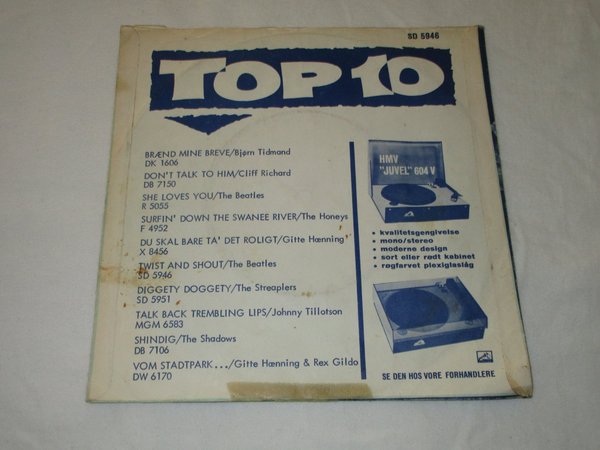 SD 5946
TOP 10
BRÆND MINE BREVE/Bjørn Tidmand
DK 1606
DON'T TALK TO HIM/Cliff Richard
DB 7150
SHE LOVES YOU/The Beatles
R 5055
SURFIN' DOWN THE SWANEE RIVER/The Honeys
F 4952
DU SKAL BARE TA' DET ROLIGT/Gitte Hænning
X 8456
TWIST AND SHOUT/The Beatles
SD 5946
DIGGETY DOGGETY/The Streaplers
SD 5951
TALK BACK TREMBLING LIPS/Johnny Tillotson
MGM 6583
SHINDIG/The Shadows
DB 7106
VOM STADTPARK .../Gitte Hænning & Rex Gildo
DW 6170
HMV
"JUVEL" 604 V
• kvalitetsgengivelse
• mono/stereo
• moderne design
• sort eller rødt kabinet
• røgfarvet plexiglaslåg
SE DEN HOS VORE FORHANDLERE